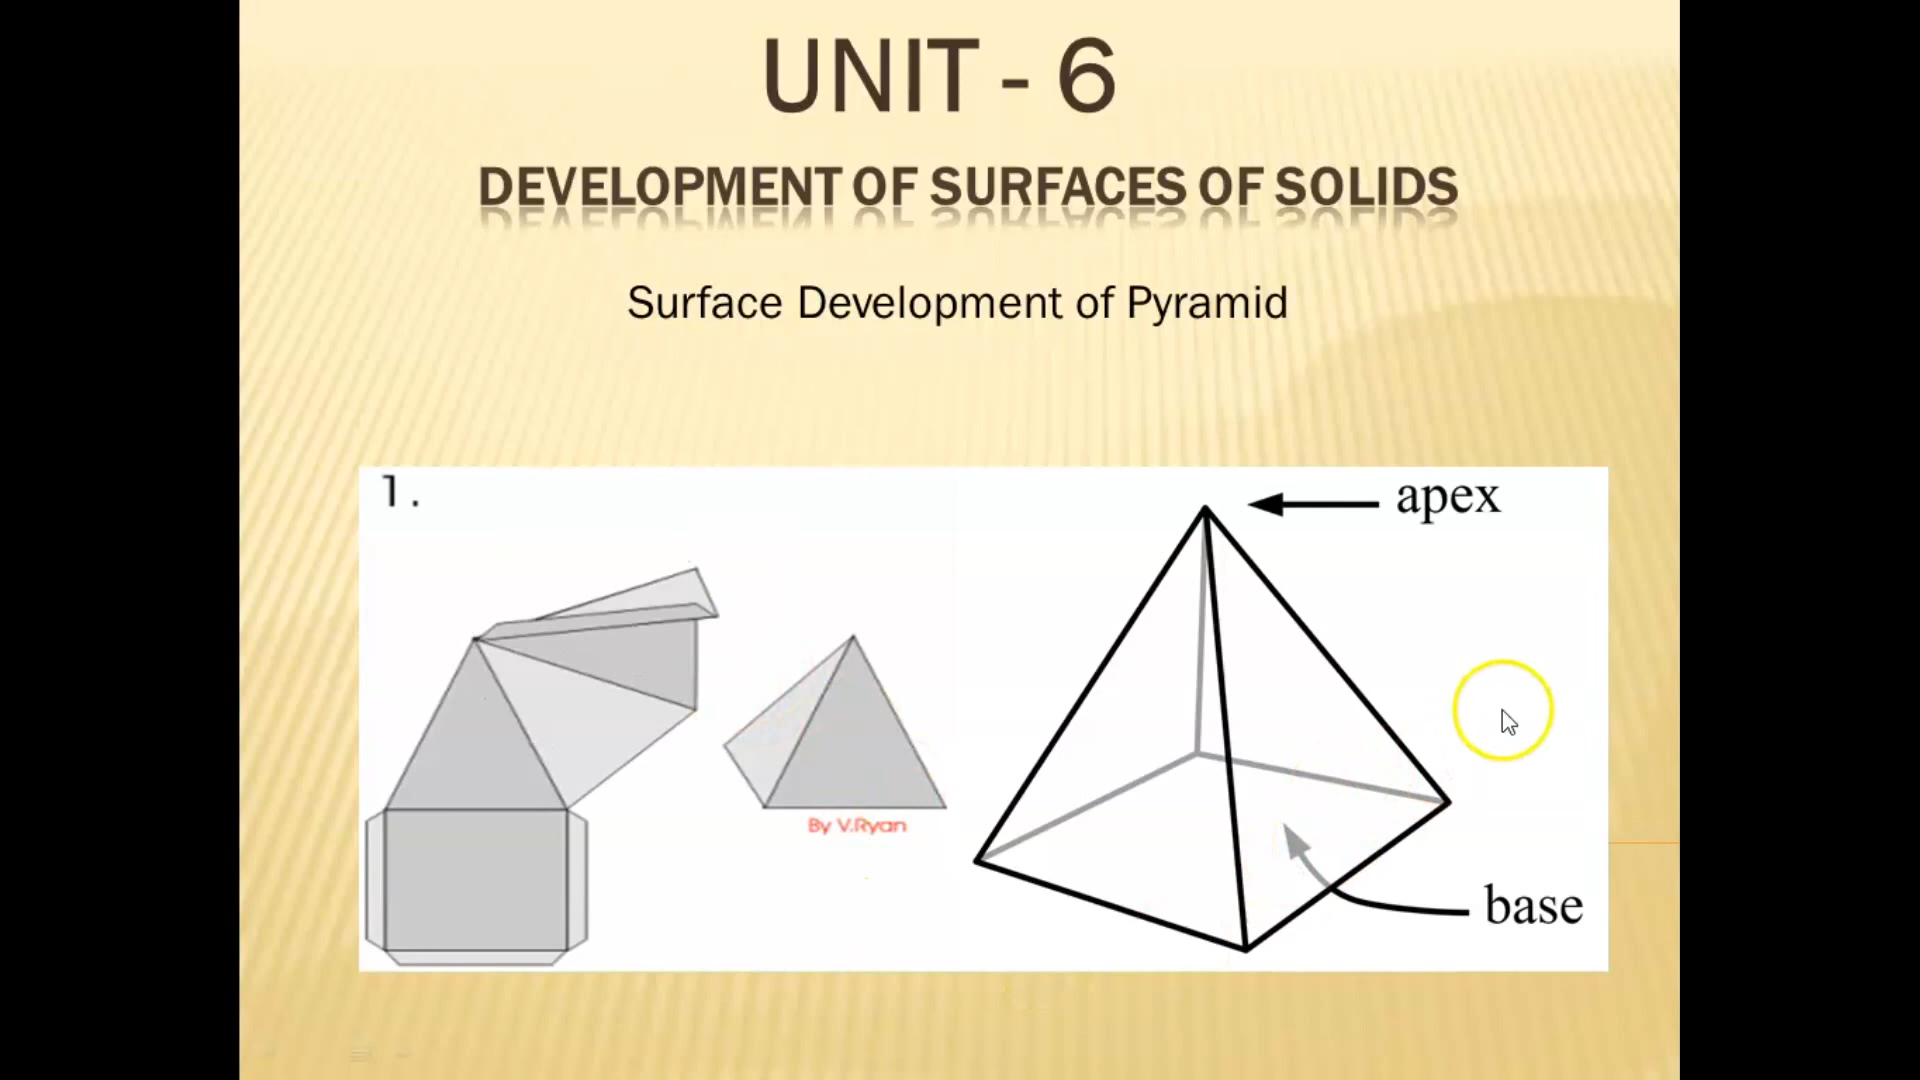 UNIT - 6
DEVELOPMENT OF SURFACES OF SOLIDS
Surface Development of Pyramid
1.
apex
By V.Ryan
base